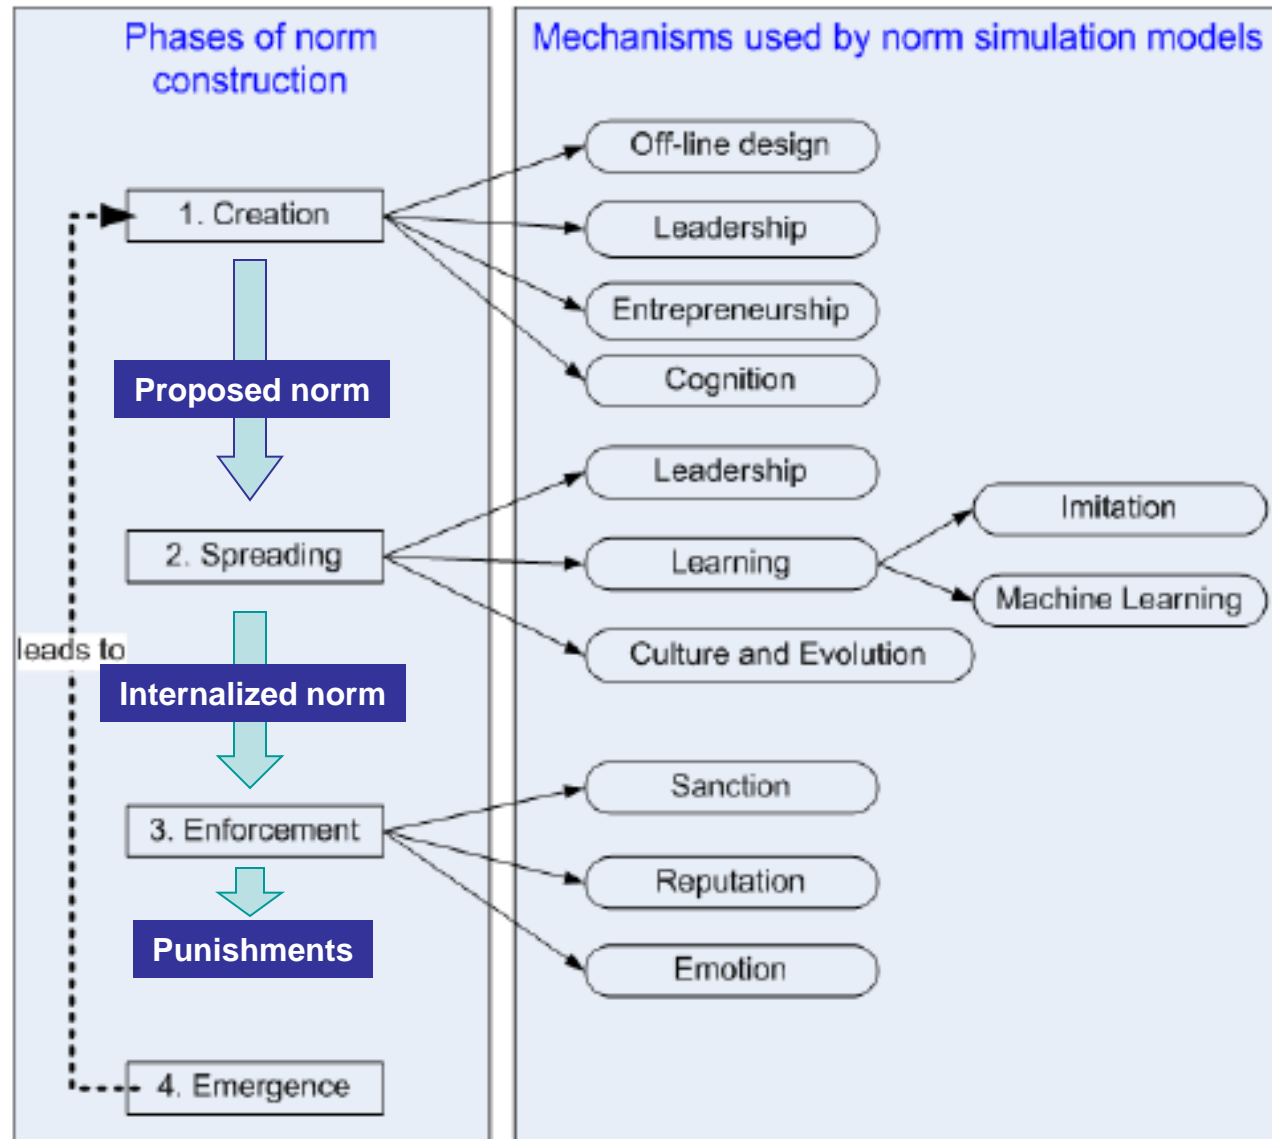 Phases of norm
construction
1. Creation
Proposed norm
2. Spreading
leads to
Internalized norm
3. Enforcement
Punishments
4. Emergence
Mechanisms used by norm simulation models
Off-line design
Leadership
Entrepreneurship
Cognition
Leadership
Learning
Imitation
Machine Learning
Culture and Evolution
Sanction
Reputation
Emotion